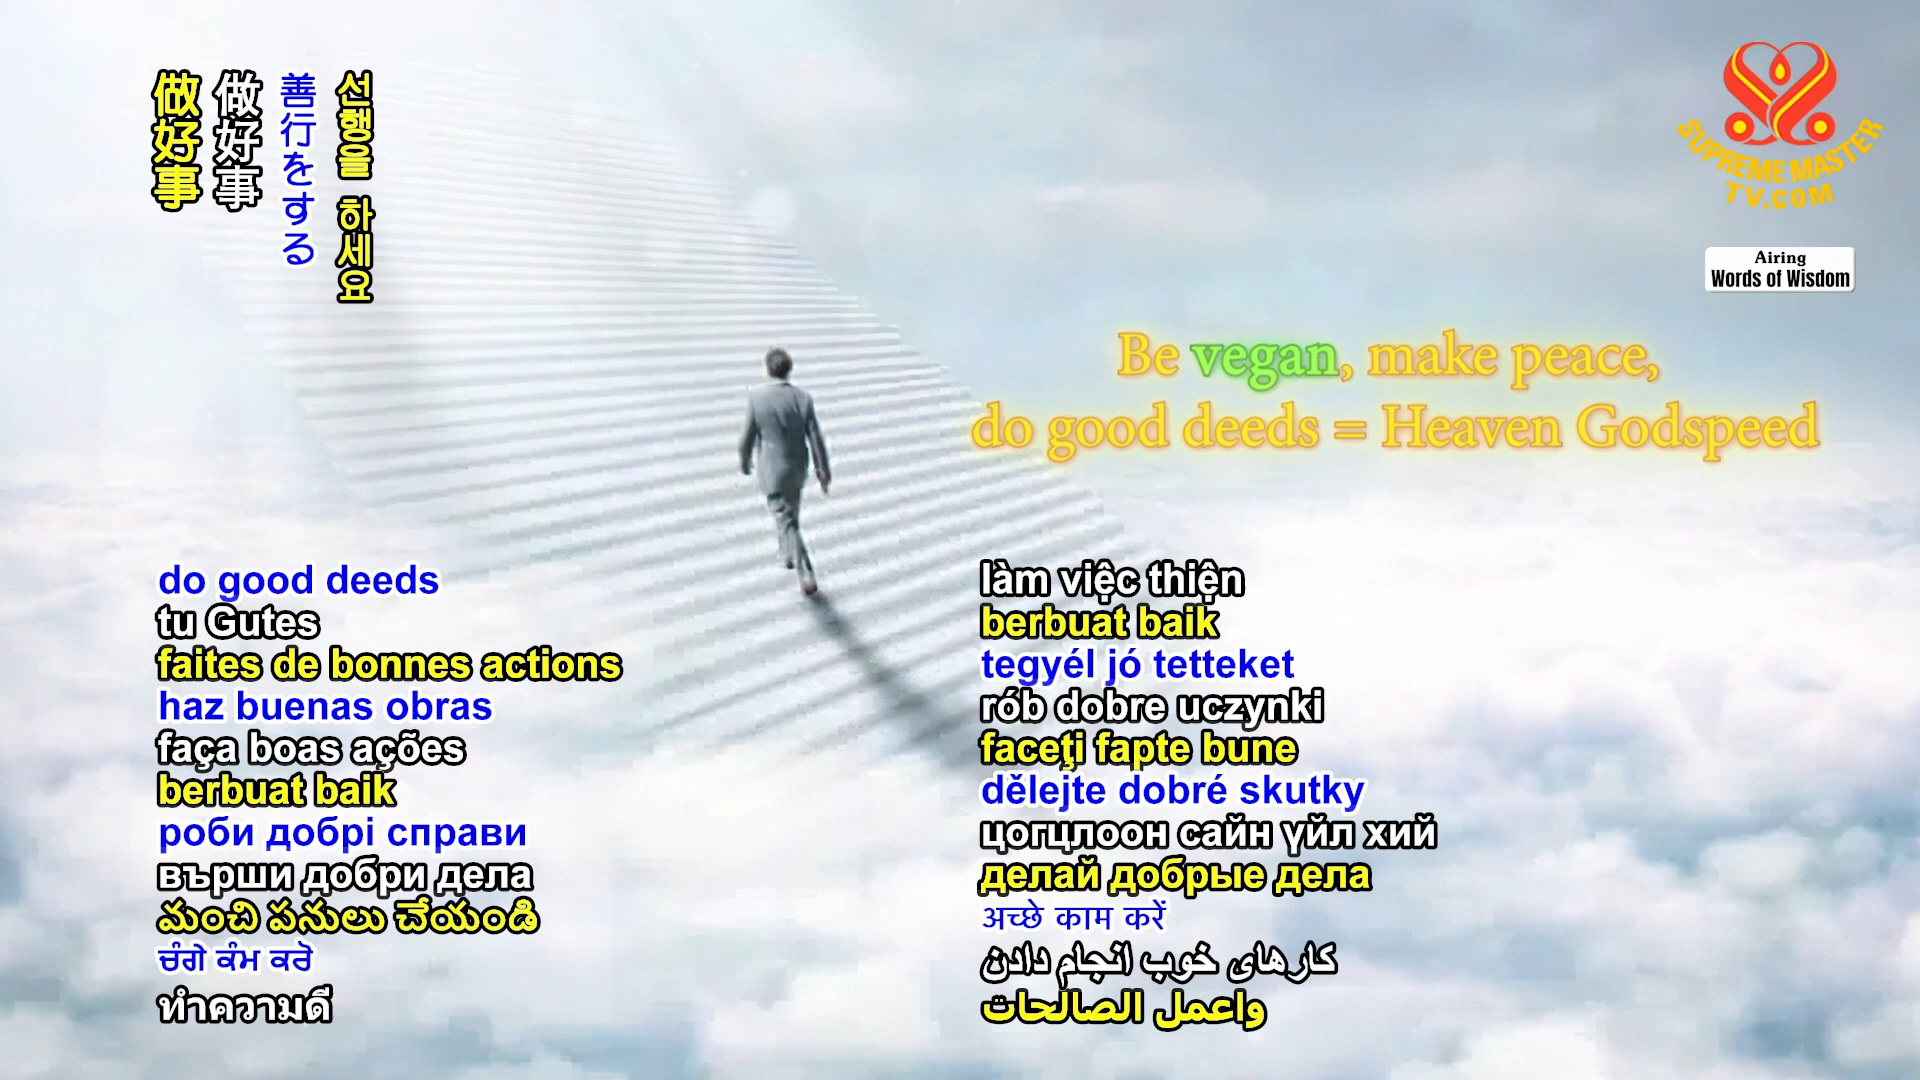 做好事
做好事
善行をする
선행을 하세요
SUPREME MASTER
TV.COM
Airing
Words of Wisdom
Be vegan, make peace,
do good deeds = Heaven Godspeed
do good deeds
tu Gutes
faites de bonnes actions
haz buenas obras
faça boas ações
berbuat baik
роби добрі справи
върши добри дела
మంచి పనులు చేయండి
ਚੰਗੇ ਕੰਮ ਕਰੋ
ทำความดี
làm việc thiện
berbuat baik
tegyél jó tetteket
rób dobre uczynki
faceţi fapte bune
dělejte dobré skutky
цогцлоон сайн үйл хий
делай добрые дела
अच्छे काम करें
کارهای خوب انجام دادن
واعمل الصالحات